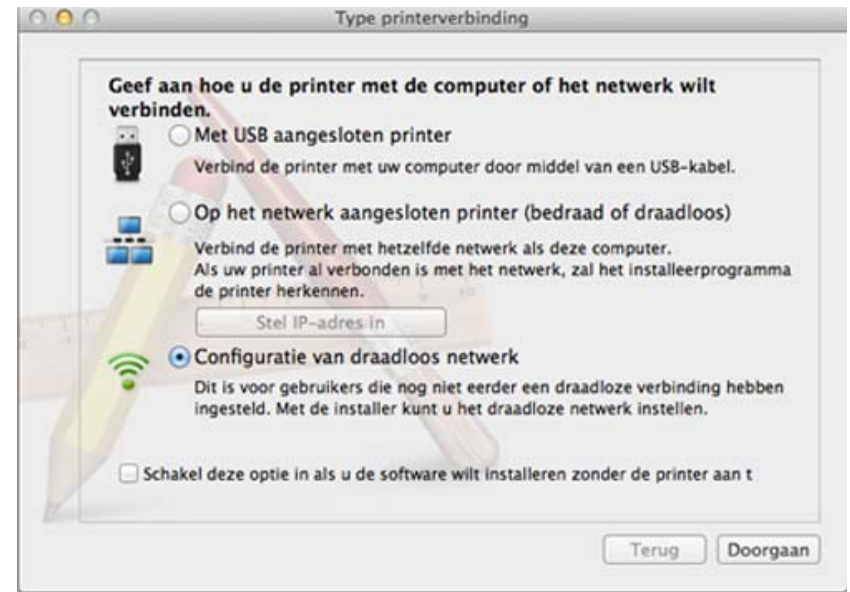 Type printerverbinding
Geef aan hoe u de printer met de computer of het netwerk wilt
verbinden.
Met USB aangesloten printer
Verbind de printer met uw computer door middel van een USB-kabel.
Op het netwerk aangesloten printer (bedraad of draadloos)
Verbind de printer met hetzelfde netwerk als deze computer.
Als uw printer al verbonden is met het netwerk, zal het installeerprogramma
de printer herkennen.
Stel IP-adres in
Configuratie van draadloos netwerk
Dit is voor gebruikers die nog niet eerder een draadloze verbinding hebben
ingesteld. Met de installer kunt u het draadloze netwerk instellen.
Schakel deze optie in als u de software wilt installeren zonder de printer aan t
Terug
Doorgaan